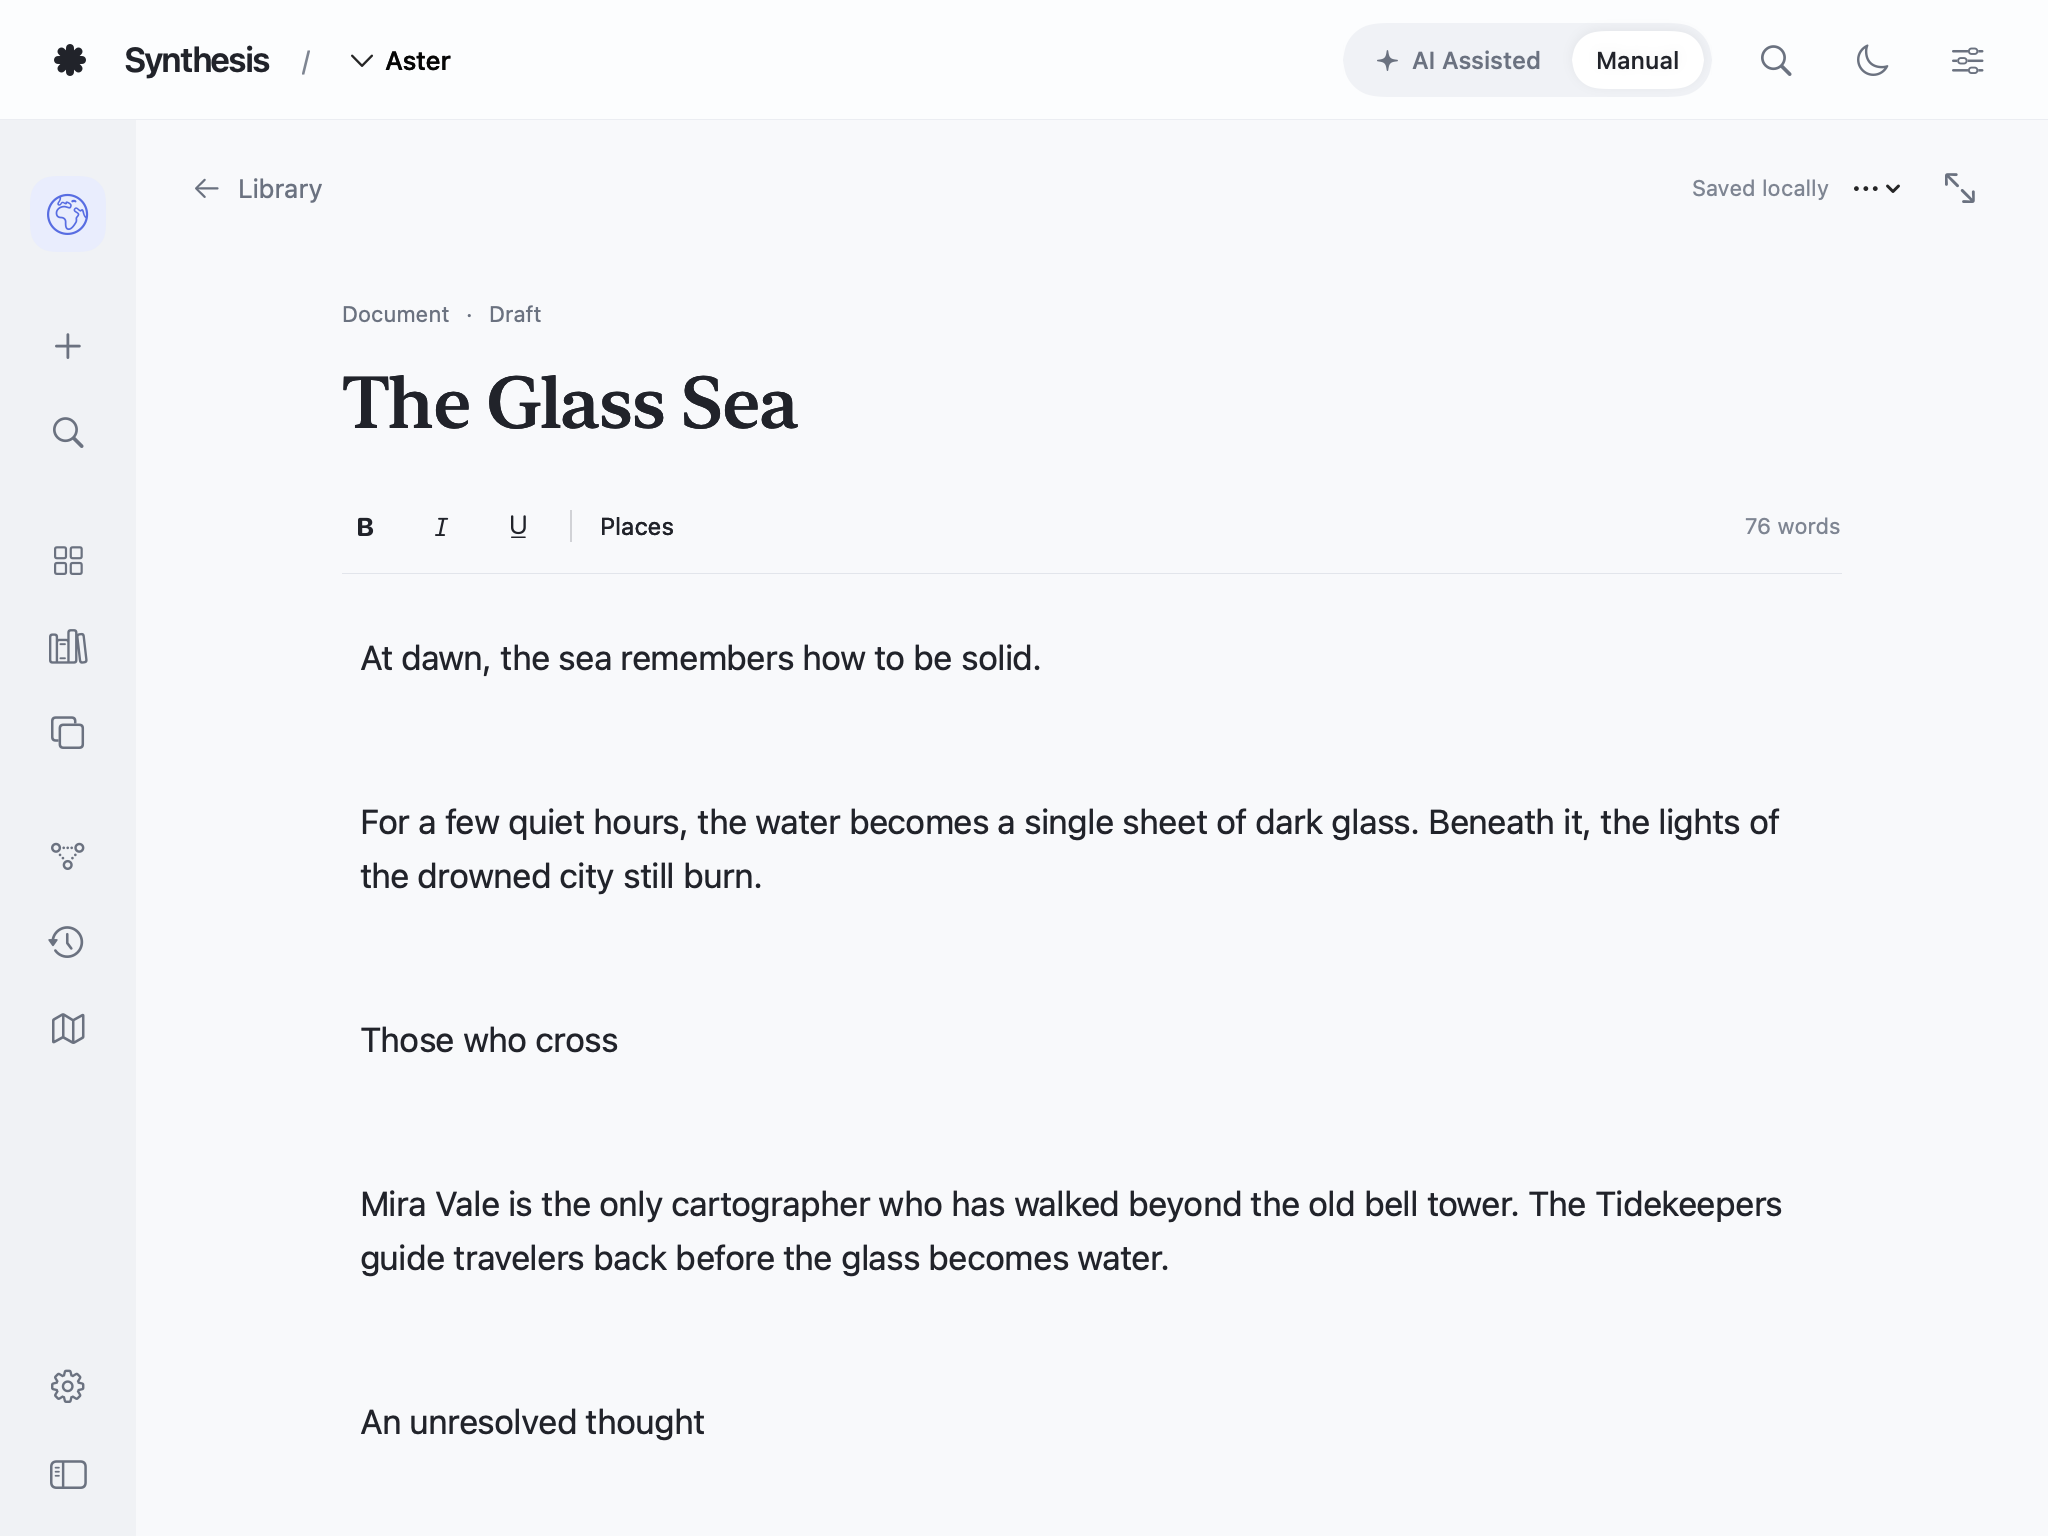 Synthesis / Aster
AI Assisted
Manual
Library
Saved locally
Document · Draft
The Glass Sea
B I U Places
76 words
At dawn, the sea remembers how to be solid.
For a few quiet hours, the water becomes a single sheet of dark glass. Beneath it, the lights of
the drowned city still burn.
Those who cross
Mira Vale is the only cartographer who has walked beyond the old bell tower. The Tidekeepers
guide travelers back before the glass becomes water.
An unresolved thought